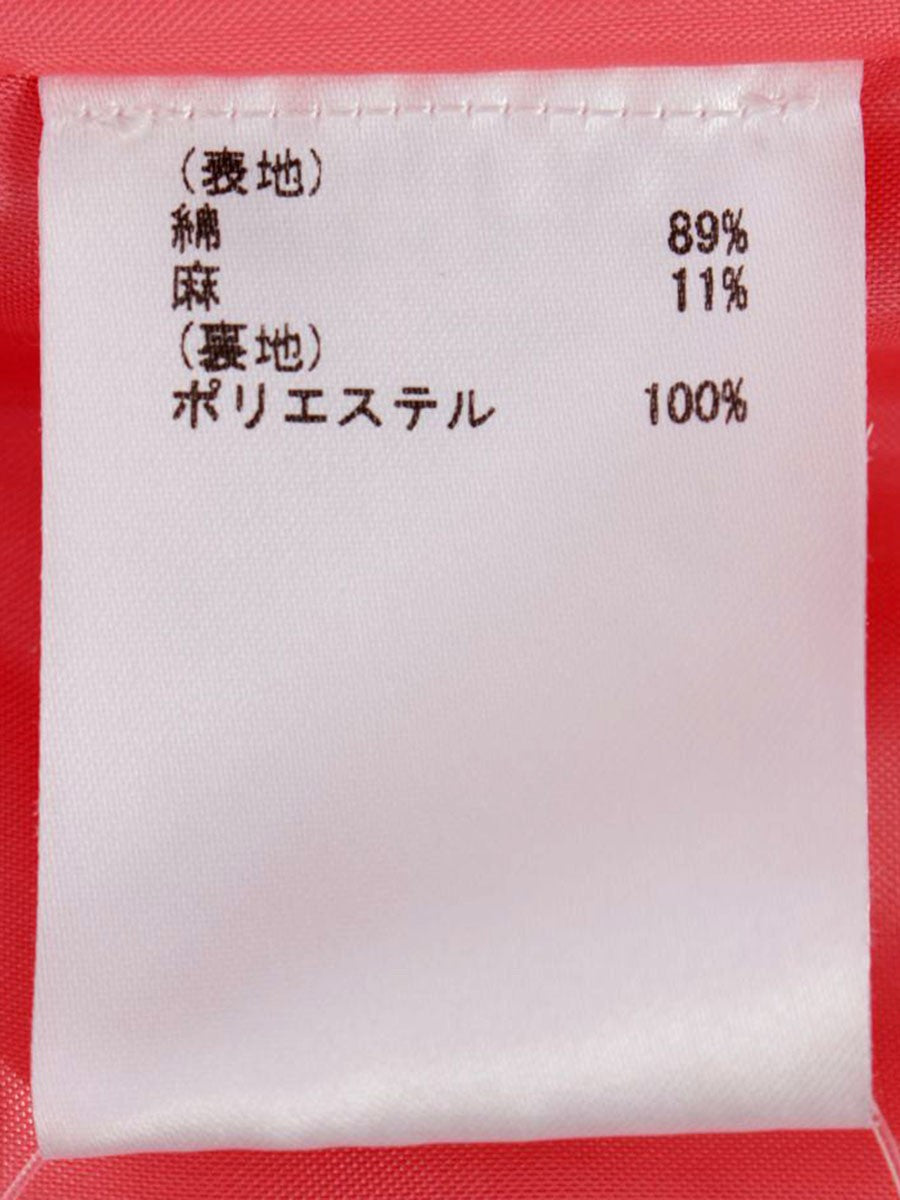 (表地)
綿 89%
麻 11%
(裏地)
ポリエステル 100%